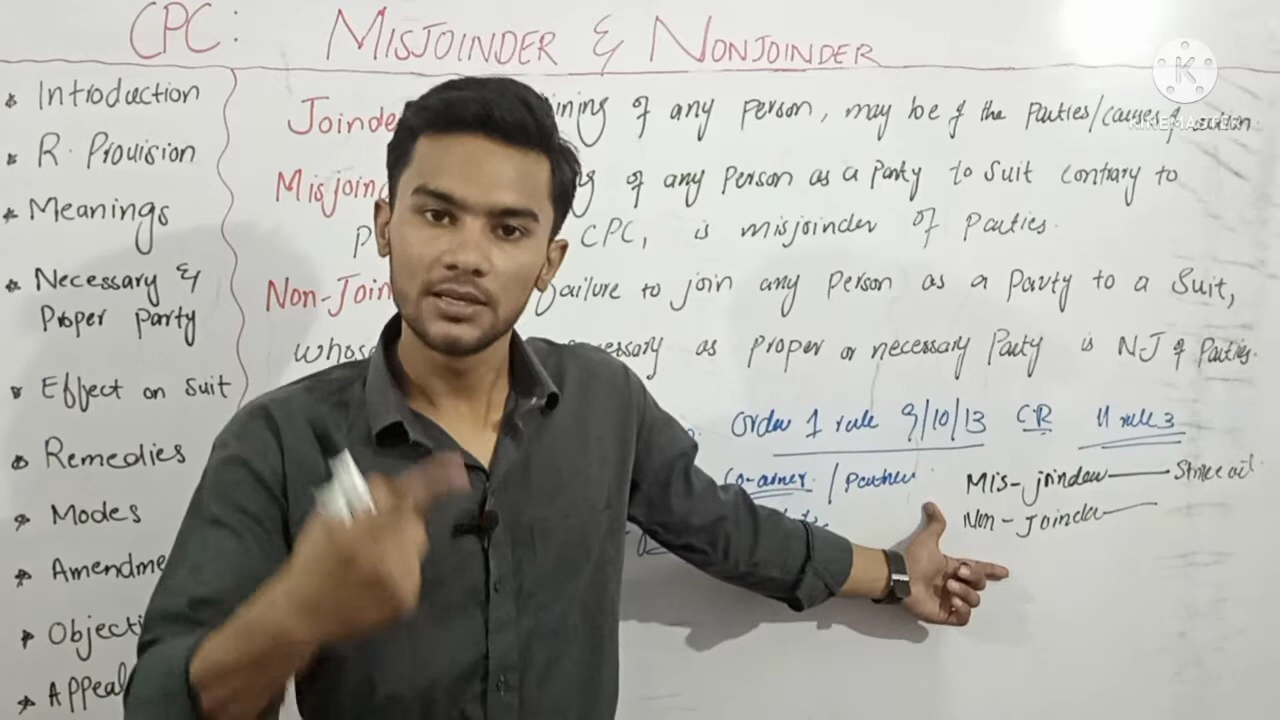 CPC: MISJOINDER & NONJOINDER
Introduction
R. Provision
Meanings
Necessary &
Proper party
Effect on suit
Remedies
Modes
Amendme
Objecti
Appeal
Joinde ining of any Person, may be of the Parties/causes of action.
Misjoin g of any Person as a Party to Suit contrary to
P CPC, is misjoinder of Parties.
Non-Join failure to join any Person as a Party to a Suit,
whos essary as proper or necessary Party is NJ of Parties.
Order 1 rule 9/10/13 CR 11 rule 3
Co-owner / Partner
Mis-joinder Strike out
Non-Joinder
K
KINEMASTER